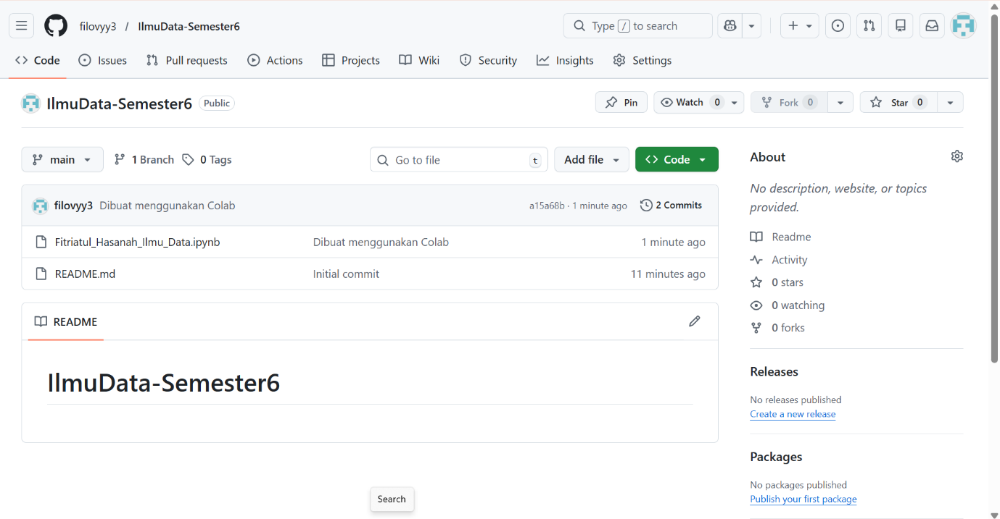 filovyy3 / IlmuData-Semester6
Type / to search
Code Issues Pull requests Actions Projects Wiki Security Insights Settings
IlmuData-Semester6 Public
Pin Watch 0 Fork 0 Star 0
main 1 Branch 0 Tags
Go to file t
Add file Code
filovyy3 Dibuat menggunakan Colab a15a68b · 1 minute ago 2 Commits
Fitriatul_Hasanah_Ilmu_Data.ipynb Dibuat menggunakan Colab 1 minute ago
README.md Initial commit 11 minutes ago
README
IlmuData-Semester6
Search
About
No description, website, or topics
provided.
Readme
Activity
0 stars
0 watching
0 forks
Releases
No releases published
Create a new release
Packages
No packages published
Publish your first package